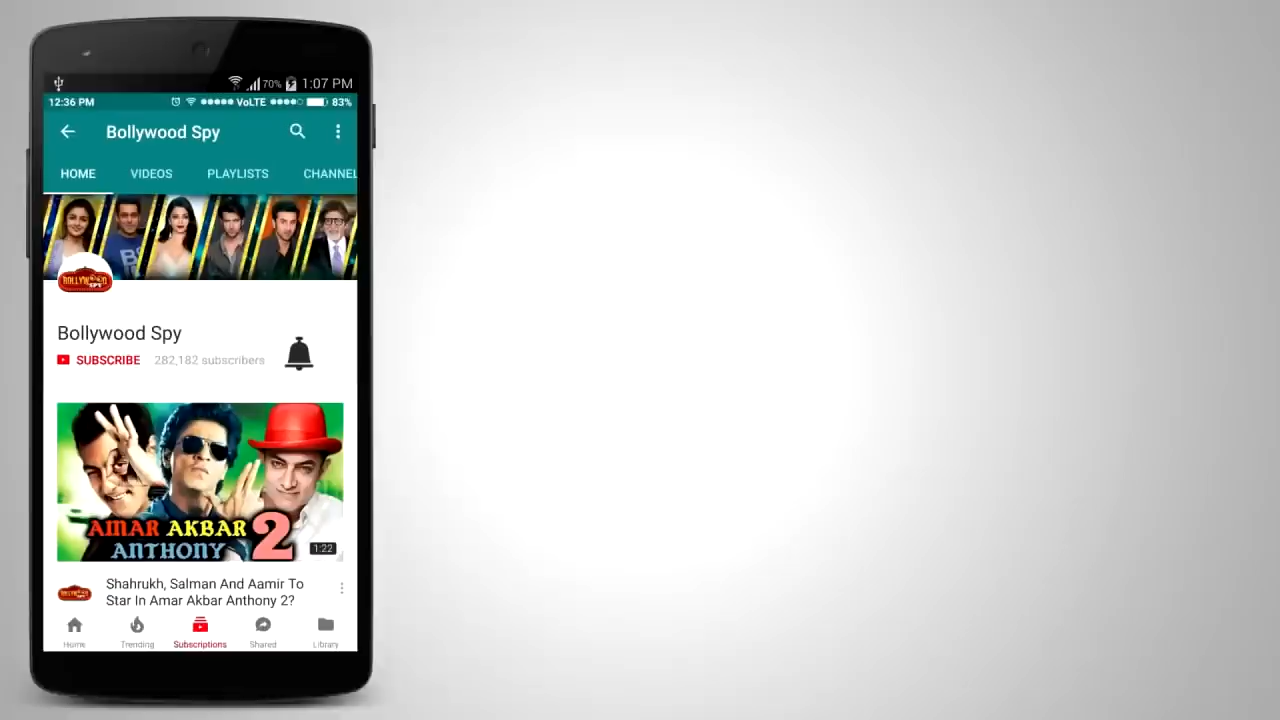 70% 1:07 PM
12:36 PM VoLTE 83%
Bollywood Spy
HOME VIDEOS PLAYLISTS CHANNEL
BOLLYWOOD
SPY
Bollywood Spy
SUBSCRIBE 282,182 subscribers
AMAR AKBAR
ANTHONY 2
1:22
Shahrukh, Salman And Aamir To
Star In Amar Akbar Anthony 2?
Home Trending Subscriptions Shared Library